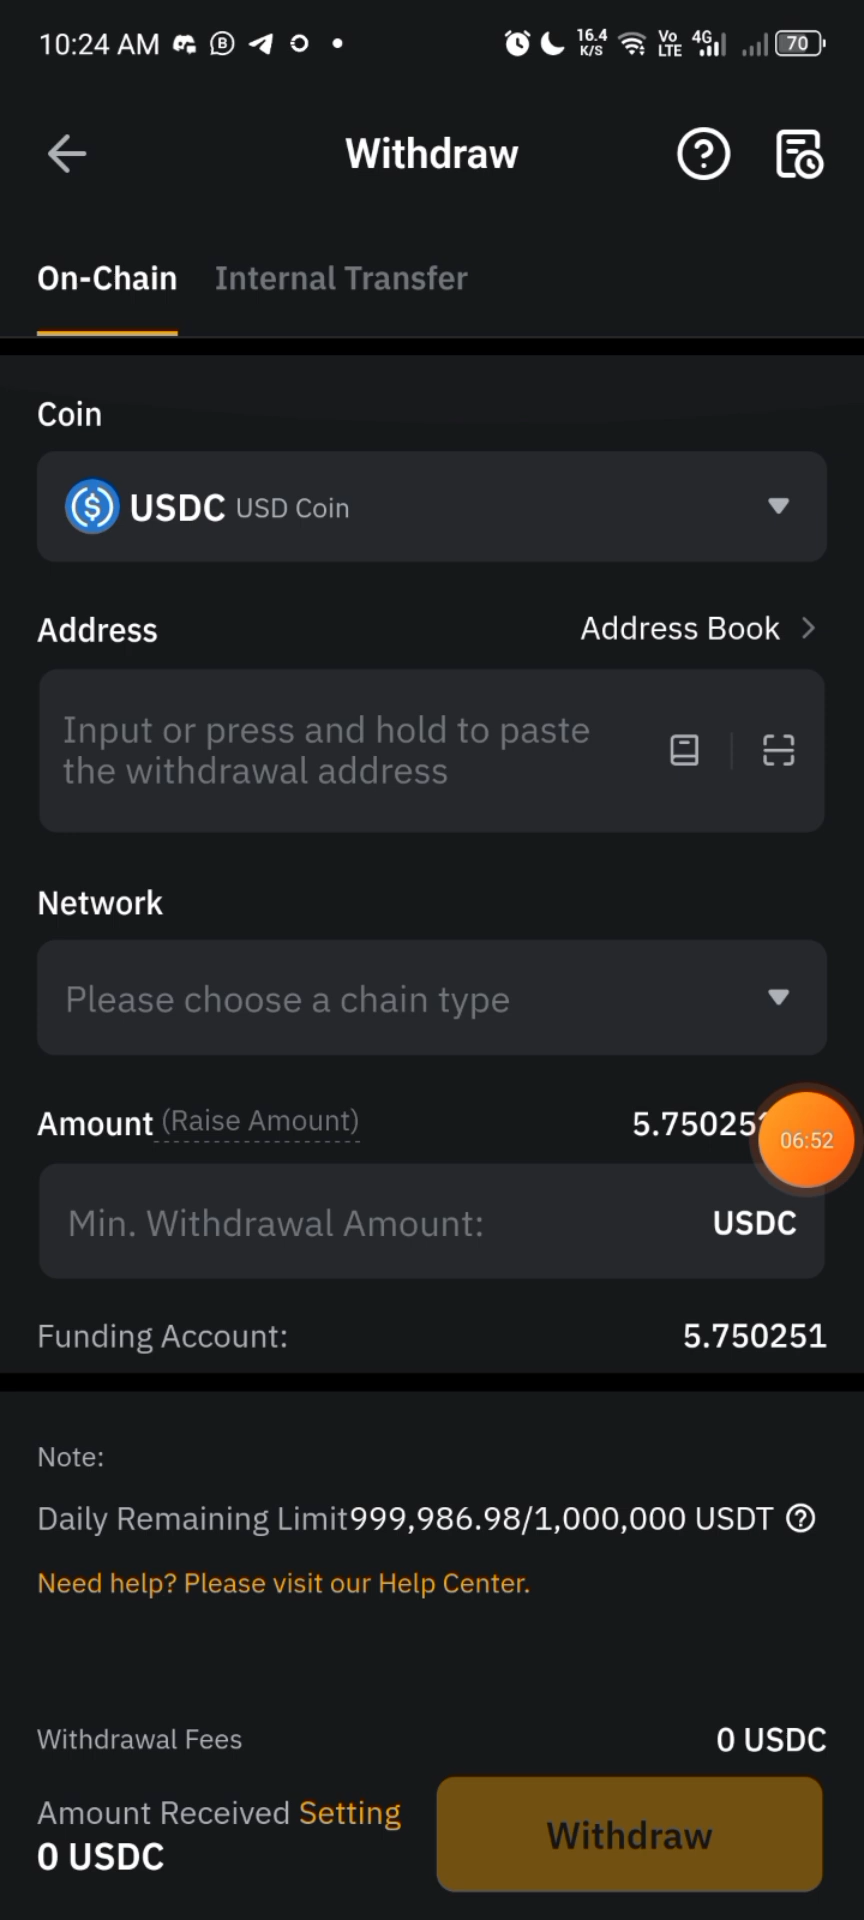 10:24 AM
16.4 K/S
Vo LTE
4G
70
Withdraw
On-Chain Internal Transfer
Coin
USDC USD Coin
Address
Address Book
Input or press and hold to paste
the withdrawal address
Network
Please choose a chain type
Amount (Raise Amount)
5.75025
06:52
Min. Withdrawal Amount:
USDC
Funding Account:
5.750251
Note:
Daily Remaining Limit999,986.98/1,000,000 USDT
Need help? Please visit our Help Center.
Withdrawal Fees
0 USDC
Amount Received Setting
0 USDC
Withdraw